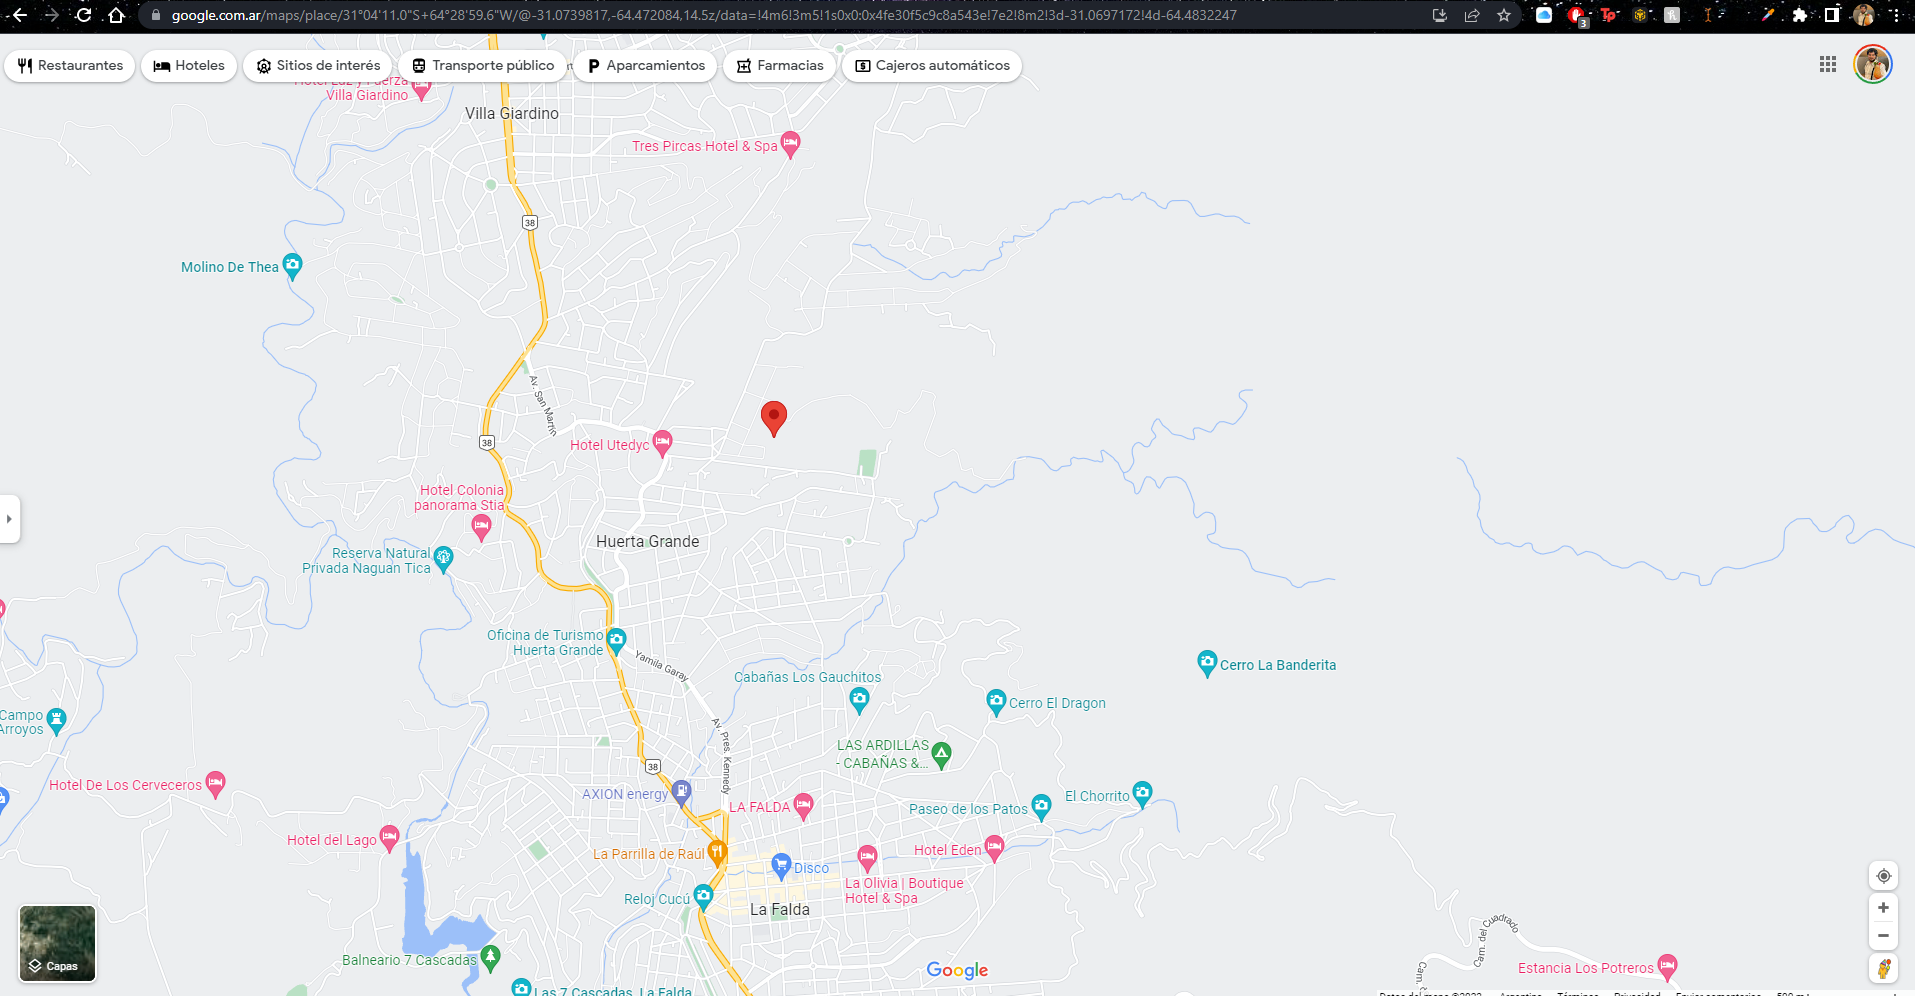 google.com.ar/maps/place/31°04'11.0"S+64°28'59.6"W/@-31.0739817,-64.472084,14.5z/data=!4m6!3m5!1s0x0:0x4fe30f5c9c8a543e!7e2!8m2!3d-31.0697172!4d-64.4832247
3
Restaurantes
Hoteles
Sitios de interés
Transporte público
Aparcamientos
Farmacias
Cajeros automáticos
Hotel Luz y Fuerza
Villa Giardino
Villa Giardino
Tres Pircas Hotel & Spa
38
Molino De Thea
Av. San Martín
38
Hotel Utedyc
Hotel Colonia
panorama Stia
Huerta Grande
Reserva Natural
Privada Ñaguan Tica
Oficina de Turismo
Huerta Grande
Yamila Garay
Cabañas Los Gauchitos
Cerro La Banderita
Cerro El Dragon
Campo
Arroyos
Av. Pres. Kennedy
LAS ARDILLAS
- CABAÑAS &...
38
Hotel De Los Cerveceros
AXION energy
LA FALDA
Paseo de los Patos
El Chorrito
Hotel del Lago
La Parrilla de Raúl
Disco
Hotel Eden
La Olivia | Boutique
Hotel & Spa
Reloj Cucú
La Falda
Cam. del Cuadrado
Capas
Balneario 7 Cascadas
Google
Estancia Los Potreros
Las 7 Cascadas, La Falda